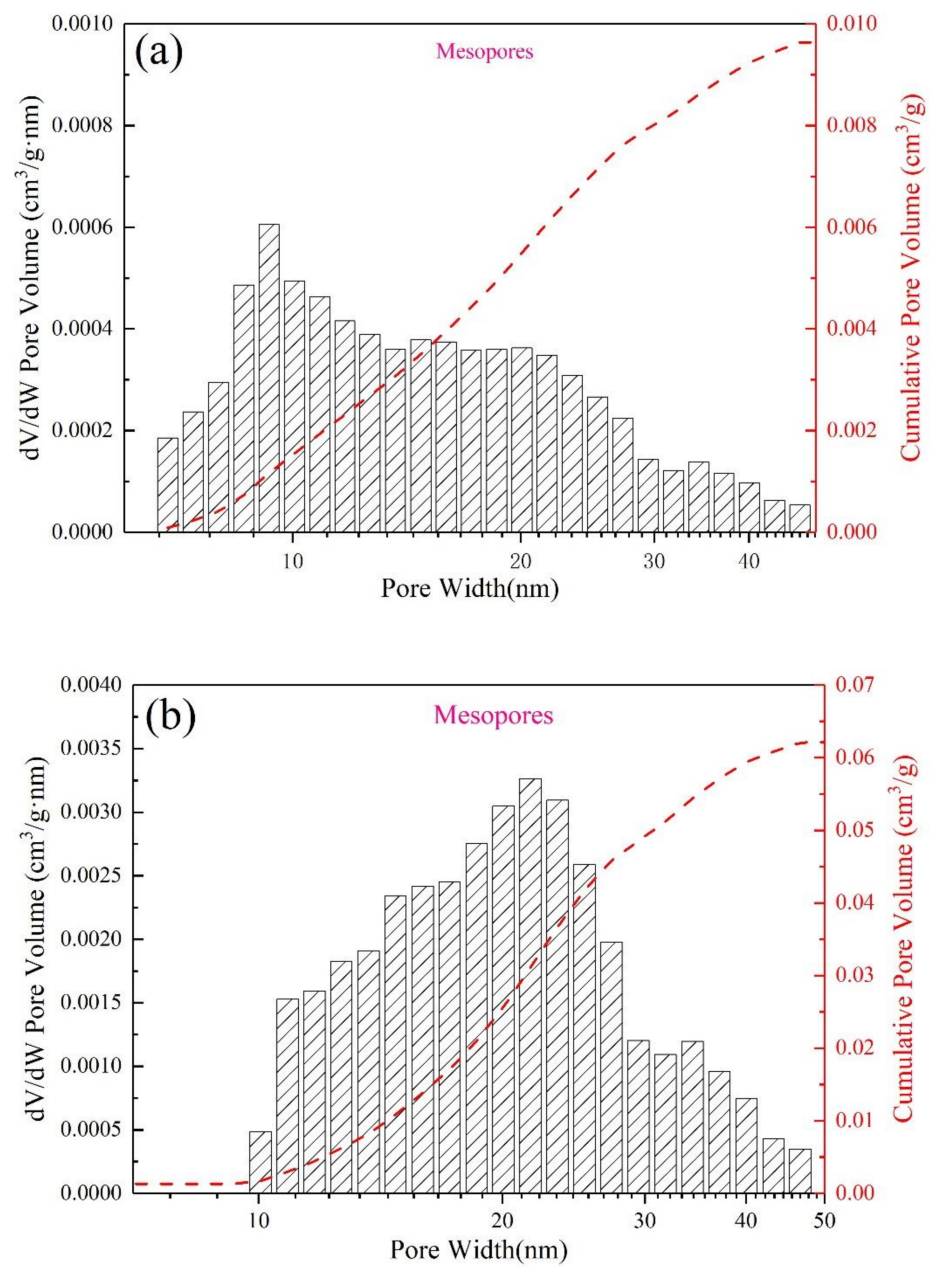 (a)
Mesopores
dV/dW Pore Volume (cm³/g·nm)
0.0010
0.0008
0.0006
0.0004
0.0002
0.0000
Cumulative Pore Volume (cm³/g)
0.010
0.008
0.006
0.004
0.002
0.000
10 20 30 40
Pore Width(nm)
(b)
Mesopores
dV/dW Pore Volume (cm³/g·nm)
0.0040
0.0035
0.0030
0.0025
0.0020
0.0015
0.0010
0.0005
0.0000
Cumulative Pore Volume (cm³/g)
0.07
0.06
0.05
0.04
0.03
0.02
0.01
0.00
10 20 30 40 50
Pore Width(nm)